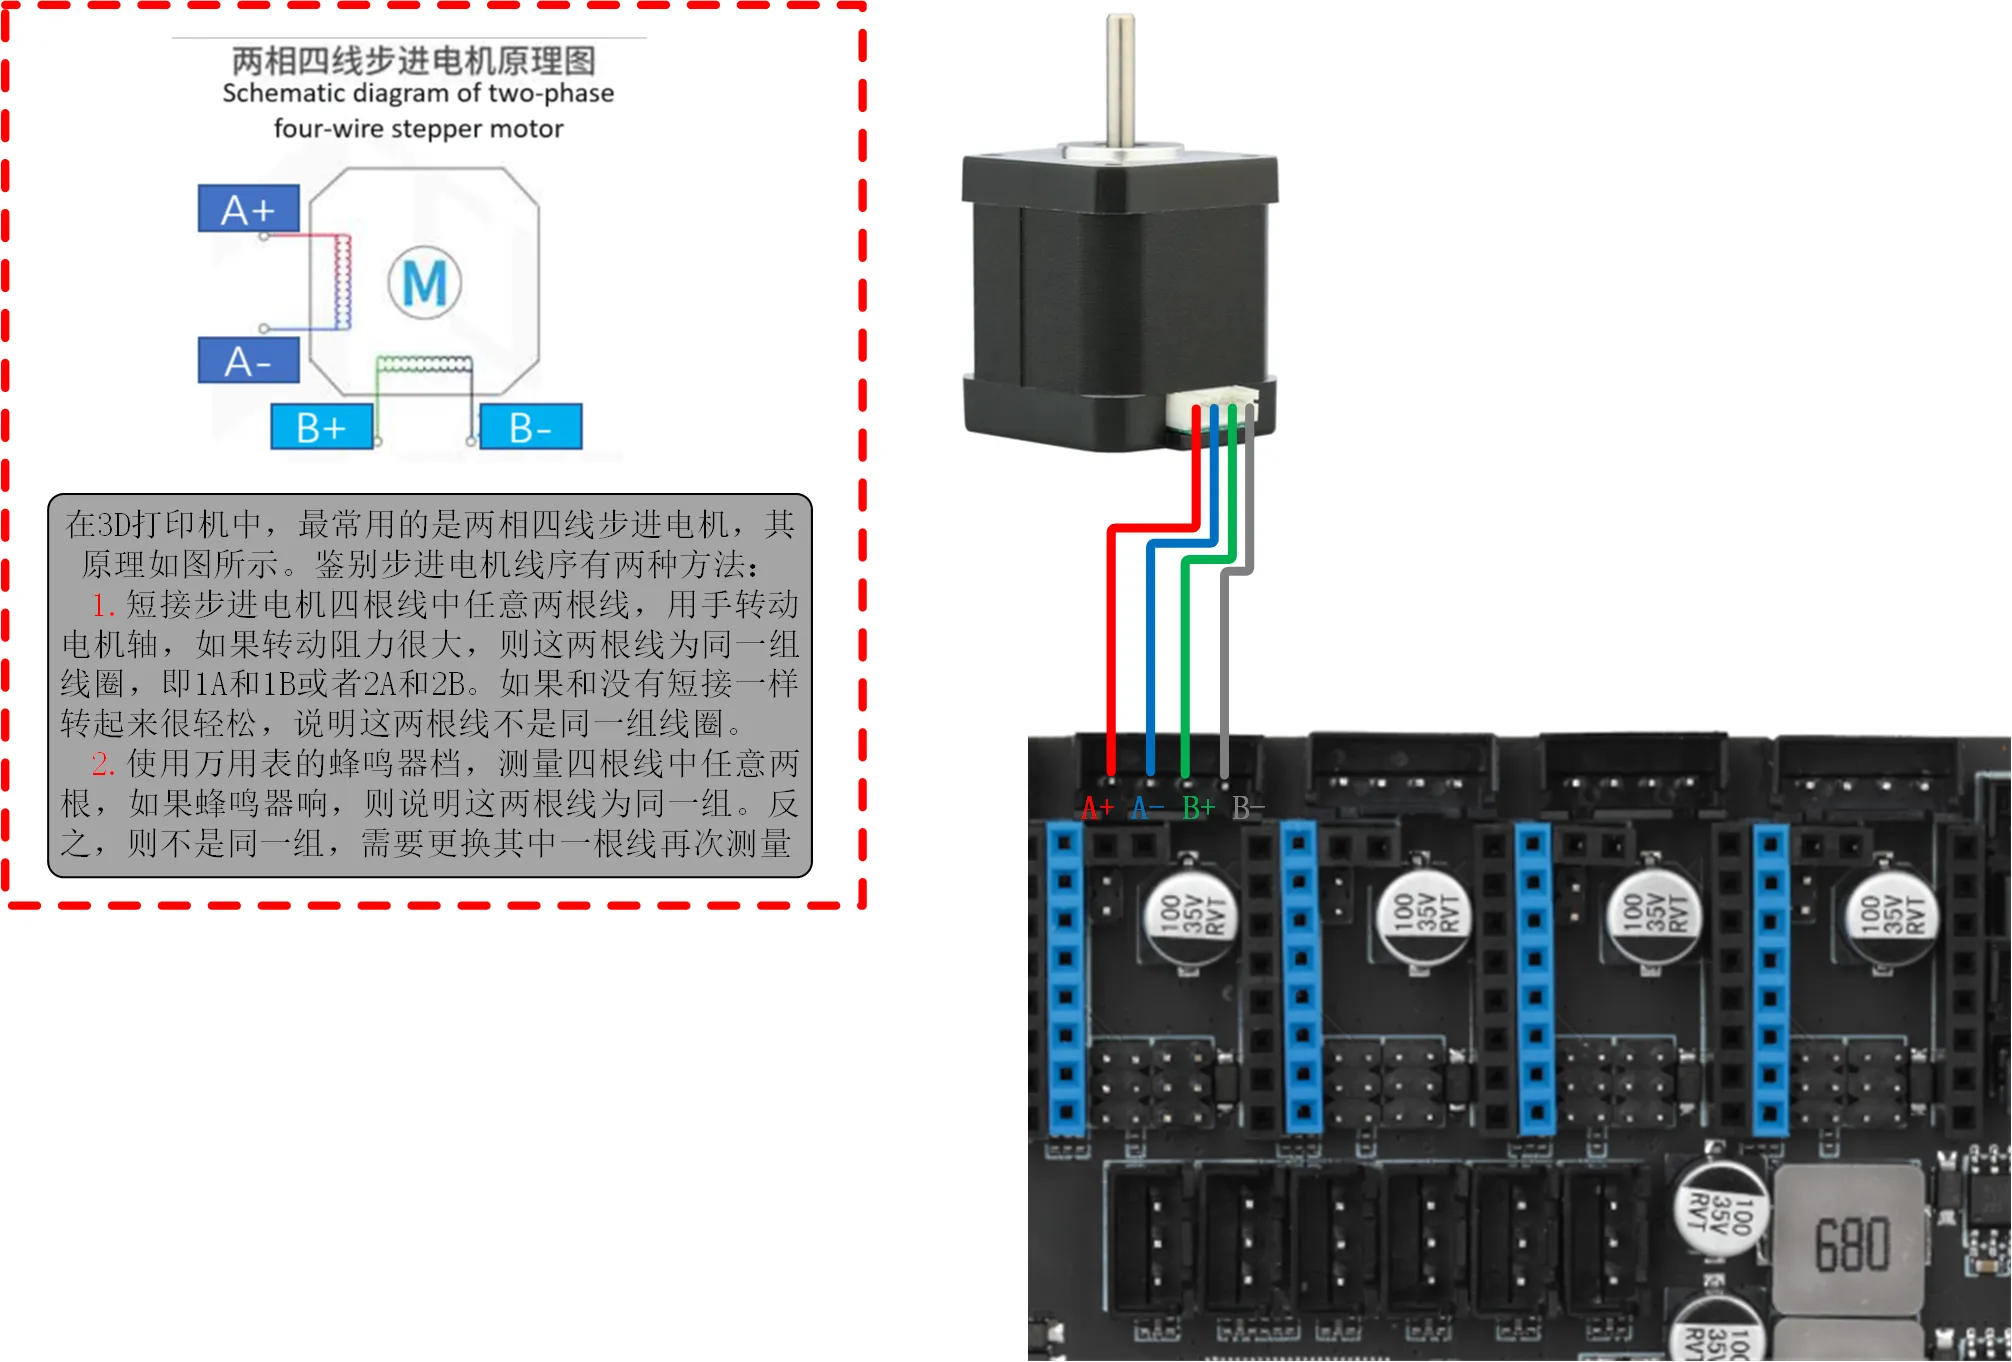 两相四线步进电机原理图
Schematic diagram of two-phase
four-wire stepper motor
A+
M
A-
B+
B-
在3D打印机中，最常用的是两相四线步进电机，其
原理如图所示。鉴别步进电机线序有两种方法：
1. 短接步进电机四根线中任意两根线，用手转动
电机轴，如果转动阻力很大，则这两根线为同一组
线圈，即1A和1B或者2A和2B。如果和没有短接一样
转起来很轻松，说明这两根线不是同一组线圈。
2. 使用万用表的蜂鸣器档，测量四根线中任意两
根，如果蜂鸣器响，则说明这两根线为同一组。反
之，则不是同一组，需要更换其中一根线再次测量
A+ A- B+ B-
100
35V
RVT
100
35V
RVT
100
35V
RVT
100
35V
RVT
100
35V
RVT
680
100
35V
RVT